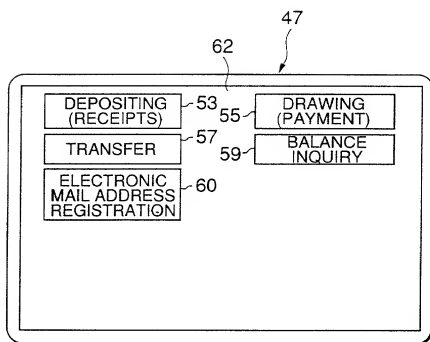 47
62
DEPOSITING
(RECEIPTS)
53
55
DRAWING
(PAYMENT)
TRANSFER
57
59
BALANCE
INQUIRY
ELECTRONIC
MAIL ADDRESS
REGISTRATION
60